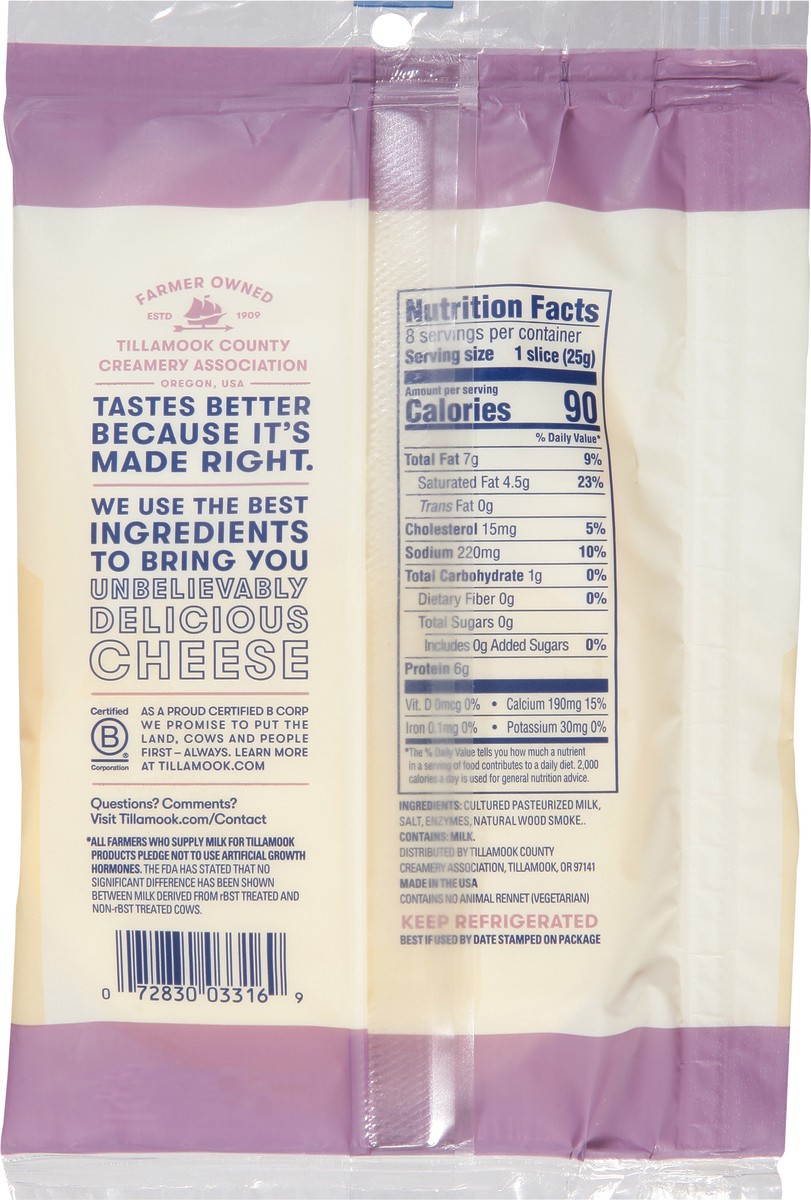 FARMER OWNED
ESTD 1909
TILLAMOOK COUNTY
CREAMERY ASSOCIATION
OREGON, USA
TASTES BETTER
BECAUSE IT'S
MADE RIGHT.
WE USE THE BEST
INGREDIENTS
TO BRING YOU
UNBELIEVABLY
DELICIOUS
CHEESE
Certified
B
®
Corporation
AS A PROUD CERTIFIED B CORP
WE PROMISE TO PUT THE
LAND, COWS AND PEOPLE
FIRST – ALWAYS. LEARN MORE
AT TILLAMOOK.COM
Questions? Comments?
Visit Tillamook.com/Contact
*ALL FARMERS WHO SUPPLY MILK FOR TILLAMOOK
PRODUCTS PLEDGE NOT TO USE ARTIFICIAL GROWTH
HORMONES. THE FDA HAS STATED THAT NO
SIGNIFICANT DIFFERENCE HAS BEEN SHOWN
BETWEEN MILK DERIVED FROM rBST TREATED AND
NON-rBST TREATED COWS.
0 72830 03316 9
Nutrition Facts
8 servings per container
Serving size 1 slice (25g)
Amount per serving
Calories 90
% Daily Value*
Total Fat 7g 9%
Saturated Fat 4.5g 23%
Trans Fat 0g
Cholesterol 15mg 5%
Sodium 220mg 10%
Total Carbohydrate 1g 0%
Dietary Fiber 0g 0%
Total Sugars 0g
Includes 0g Added Sugars 0%
Protein 6g
Vit. D 0mcg 0% • Calcium 190mg 15%
Iron 0.1mg 0% • Potassium 30mg 0%
*The % Daily Value tells you how much a nutrient
in a serving of food contributes to a daily diet. 2,000
calories a day is used for general nutrition advice.
INGREDIENTS: CULTURED PASTEURIZED MILK,
SALT, ENZYMES, NATURAL WOOD SMOKE..
CONTAINS: MILK.
DISTRIBUTED BY TILLAMOOK COUNTY
CREAMERY ASSOCIATION, TILLAMOOK, OR 97141
MADE IN THE USA
CONTAINS NO ANIMAL RENNET (VEGETARIAN)
KEEP REFRIGERATED
BEST IF USED BY DATE STAMPED ON PACKAGE